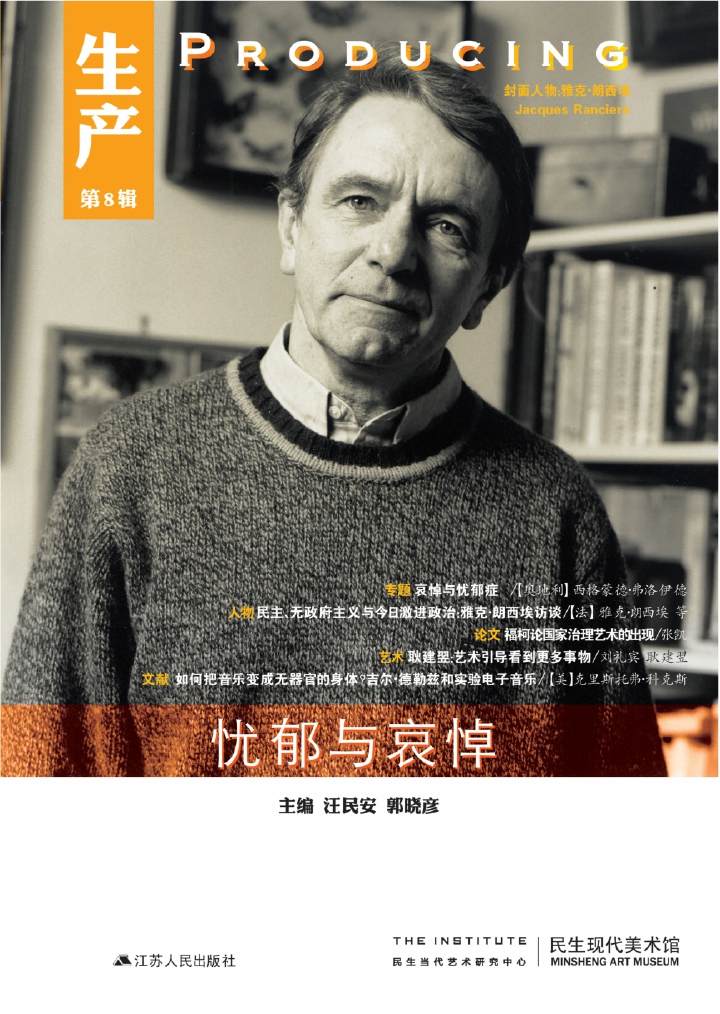 生产
第8辑
PRODUCING
封面人物:雅克·朗西埃
Jacques Ranciere
专题 哀悼与忧郁症 /【奥地利】西格蒙德·弗洛伊德
人物 民主、无政府主义与今日激进政治:雅克·朗西埃访谈/【法】雅克·朗西埃 等
论文 福柯论国家治理艺术的出现/张凯
艺术 耿建翌:艺术引导看到更多事物/刘礼宾 耿建翌
文献 如何把音乐变成无器官的身体?吉尔·德勒兹和实验电子音乐/【美】克里斯托弗·科克斯
忧郁与哀悼
主编 汪民安 郭晓彦
江苏人民出版社
THE INSTITUTE
民生当代艺术研究中心
民生现代美术馆
MINSHENG ART MUSEUM